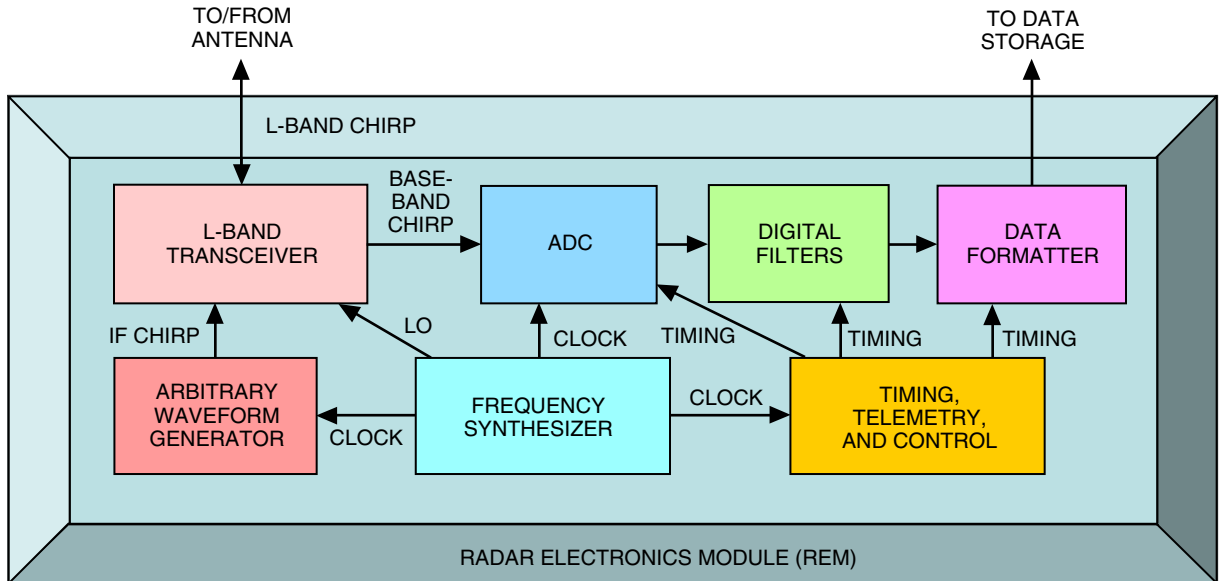 TO/FROM
ANTENNA
TO DATA
STORAGE
L-BAND CHIRP
BASE-
BAND
CHIRP
L-BAND
TRANSCEIVER
ADC
DIGITAL
FILTERS
DATA
FORMATTER
IF CHIRP
LO
CLOCK
TIMING
TIMING
TIMING
ARBITRARY
WAVEFORM
GENERATOR
CLOCK
FREQUENCY
SYNTHESIZER
CLOCK
TIMING,
TELEMETRY,
AND CONTROL
RADAR ELECTRONICS MODULE (REM)